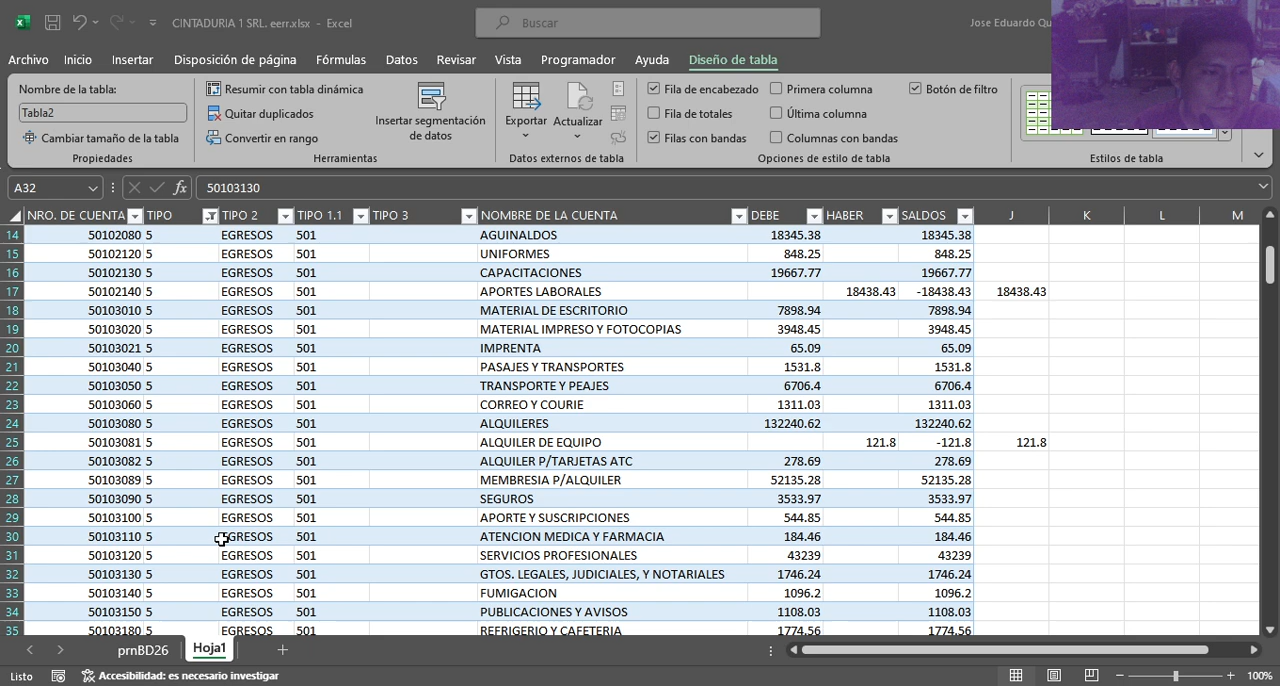 CINTADURIA 1 SRL. eerr.xlsx - Excel
Buscar
Jose Eduardo Qu
Archivo Inicio Insertar Disposición de página Fórmulas Datos Revisar Vista Programador Ayuda Diseño de tabla
Nombre de la tabla:
Tabla2
Cambiar tamaño de la tabla
Propiedades
Resumir con tabla dinámica
Quitar duplicados
Convertir en rango
Insertar segmentación
de datos
Herramientas
Exportar
Actualizar
Datos externos de tabla
Fila de encabezado Primera columna Botón de filtro
Fila de totales Última columna
Filas con bandas Columnas con bandas
Opciones de estilo de tabla
Estilos de tabla
A32 fx 50103130
NRO. DE CUENTA TIPO TIPO 2 TIPO 1.1 TIPO 3 NOMBRE DE LA CUENTA DEBE HABER SALDOS J K L M
14 50102080 5 EGRESOS 501 AGUINALDOS 18345.38 18345.38
15 50102120 5 EGRESOS 501 UNIFORMES 848.25 848.25
16 50102130 5 EGRESOS 501 CAPACITACIONES 19667.77 19667.77
17 50102140 5 EGRESOS 501 APORTES LABORALES 18438.43 -18438.43 18438.43
18 50103010 5 EGRESOS 501 MATERIAL DE ESCRITORIO 7898.94 7898.94
19 50103020 5 EGRESOS 501 MATERIAL IMPRESO Y FOTOCOPIAS 3948.45 3948.45
20 50103021 5 EGRESOS 501 IMPRENTA 65.09 65.09
21 50103040 5 EGRESOS 501 PASAJES Y TRANSPORTES 1531.8 1531.8
22 50103050 5 EGRESOS 501 TRANSPORTE Y PEAJES 6706.4 6706.4
23 50103060 5 EGRESOS 501 CORREO Y COURIE 1311.03 1311.03
24 50103080 5 EGRESOS 501 ALQUILERES 132240.62 132240.62
25 50103081 5 EGRESOS 501 ALQUILER DE EQUIPO 121.8 -121.8 121.8
26 50103082 5 EGRESOS 501 ALQUILER P/TARJETAS ATC 278.69 278.69
27 50103089 5 EGRESOS 501 MEMBRESIA P/ALQUILER 52135.28 52135.28
28 50103090 5 EGRESOS 501 SEGUROS 3533.97 3533.97
29 50103100 5 EGRESOS 501 APORTE Y SUSCRIPCIONES 544.85 544.85
30 50103110 5 EGRESOS 501 ATENCION MEDICA Y FARMACIA 184.46 184.46
31 50103120 5 EGRESOS 501 SERVICIOS PROFESIONALES 43239 43239
32 50103130 5 EGRESOS 501 GTOS. LEGALES, JUDICIALES, Y NOTARIALES 1746.24 1746.24
33 50103140 5 EGRESOS 501 FUMIGACION 1096.2 1096.2
34 50103150 5 EGRESOS 501 PUBLICACIONES Y AVISOS 1108.03 1108.03
35 50103180 5 EGRESOS 501 REFRIGERIO Y CAFETERIA 1774.56 1774.56
prnBD26 Hoja1
Listo Accesibilidad: es necesario investigar 100%